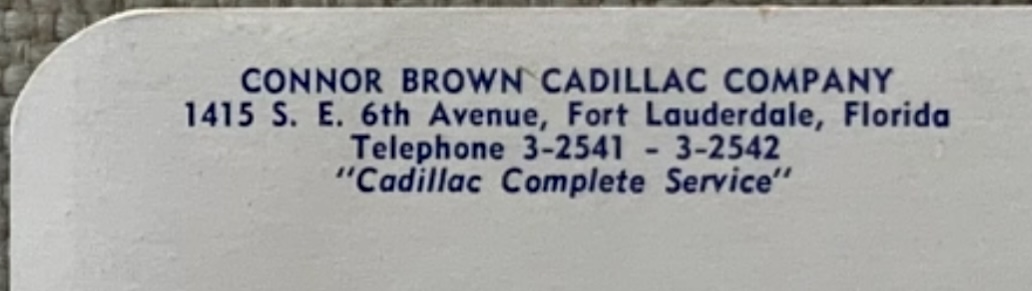 CONNOR BROWN CADILLAC COMPANY
1415 S. E. 6th Avenue, Fort Lauderdale, Florida
Telephone 3-2541 - 3-2542
"Cadillac Complete Service"